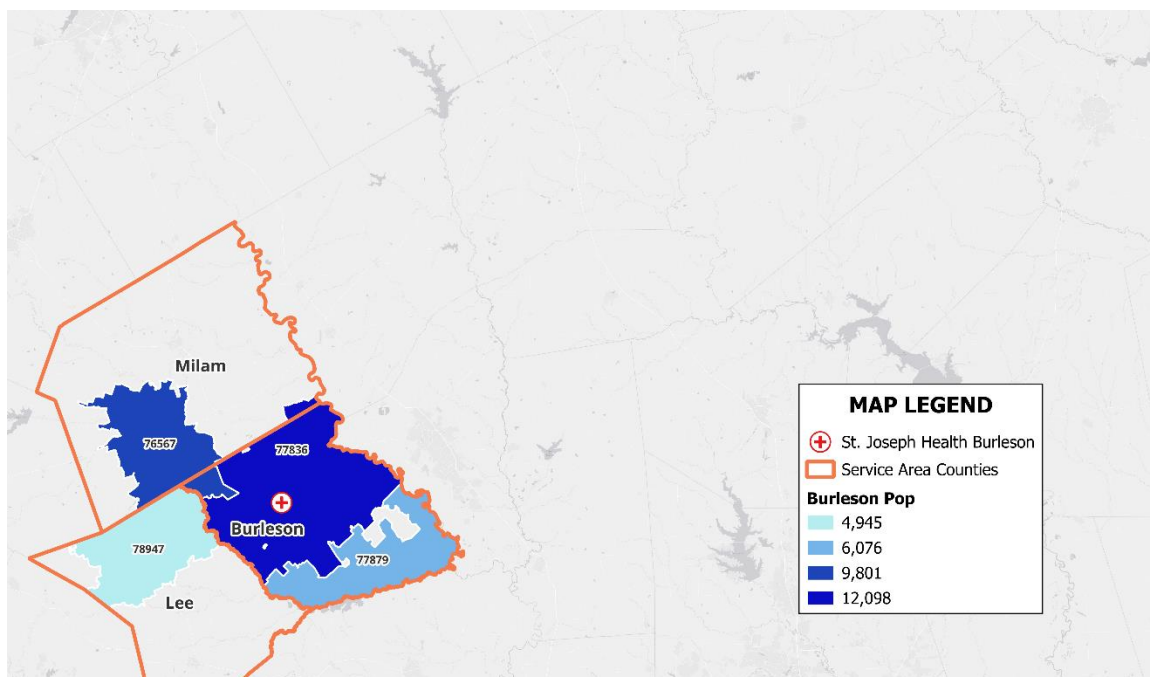 Milam
76567
77836
Burleson
78947
77879
Lee
MAP LEGEND
St. Joseph Health Burleson
Service Area Counties
Burleson Pop
4,945
6,076
9,801
12,098